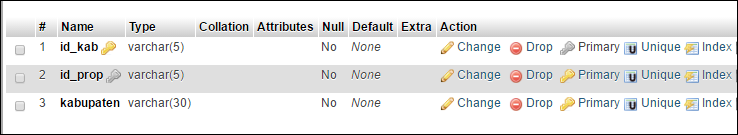 # Name Type Collation Attributes Null Default Extra Action
1 id_kab varchar(5) No None Change Drop Primary Unique Index
2 id_prop varchar(5) No None Change Drop Primary Unique Index
3 kabupaten varchar(30) No None Change Drop Primary Unique Index